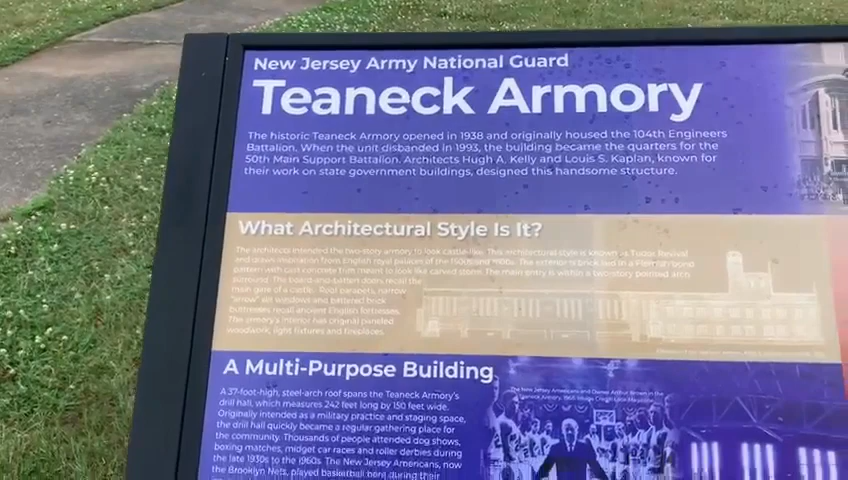 New Jersey Army National Guard
Teaneck Armory
The historic Teaneck Armory opened in 1938 and originally housed the 104th Engineers
Battalion. When the unit disbanded in 1993, the building became the quarters for the
50th Main Support Battalion. Architects Hugh A. Kelly and Louis S. Kaplan, known for
their work on state government buildings, designed this handsome structure.
What Architectural Style Is It?
The architects intended the two-story armory to look castle-like. This architectural style is known as Tudor Revival
and drew inspiration from English royal palaces of the 1500s and 1600s. The exterior is brick laid in a Flemish bond
pattern with cast concrete trim meant to look like carved stone. The main entry is within a two-story pointed arch
surround. The board-and-batten doors recall the
main gate of a castle. Roof parapets, narrow
"arrow" slit windows and battered brick
buttresses recall ancient English fortresses.
The armory's interior has original paneled
woodwork, light fixtures and fireplaces.
A Multi-Purpose Building
A 37-foot-high, steel-arch roof spans the Teaneck Armory's
drill hall, which measures 242 feet long by 150 feet wide.
Originally intended as a military practice and staging space,
the drill hall quickly became a regular gathering place for
the community. Thousands of people attended dog shows,
boxing matches, midget car races and roller derbies during
the late 1930s to the 1960s. The New Jersey Americans, now
the Brooklyn Nets, played basketball here during their
The New Jersey Americans and Owner Arthur Brown in the
Teaneck Armory, 1968.